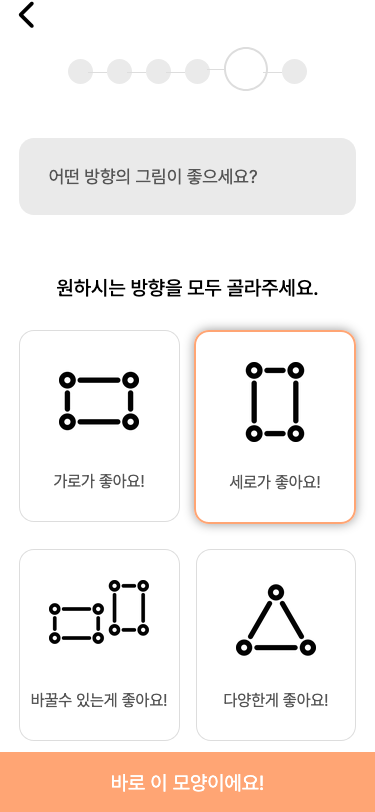 어떤 방향의 그림이 좋으세요?
원하시는 방향을 모두 골라주세요.
가로가 좋아요!
세로가 좋아요!
바꿀수 있는게 좋아요!
다양한게 좋아요!
바로 이 모양이에요!